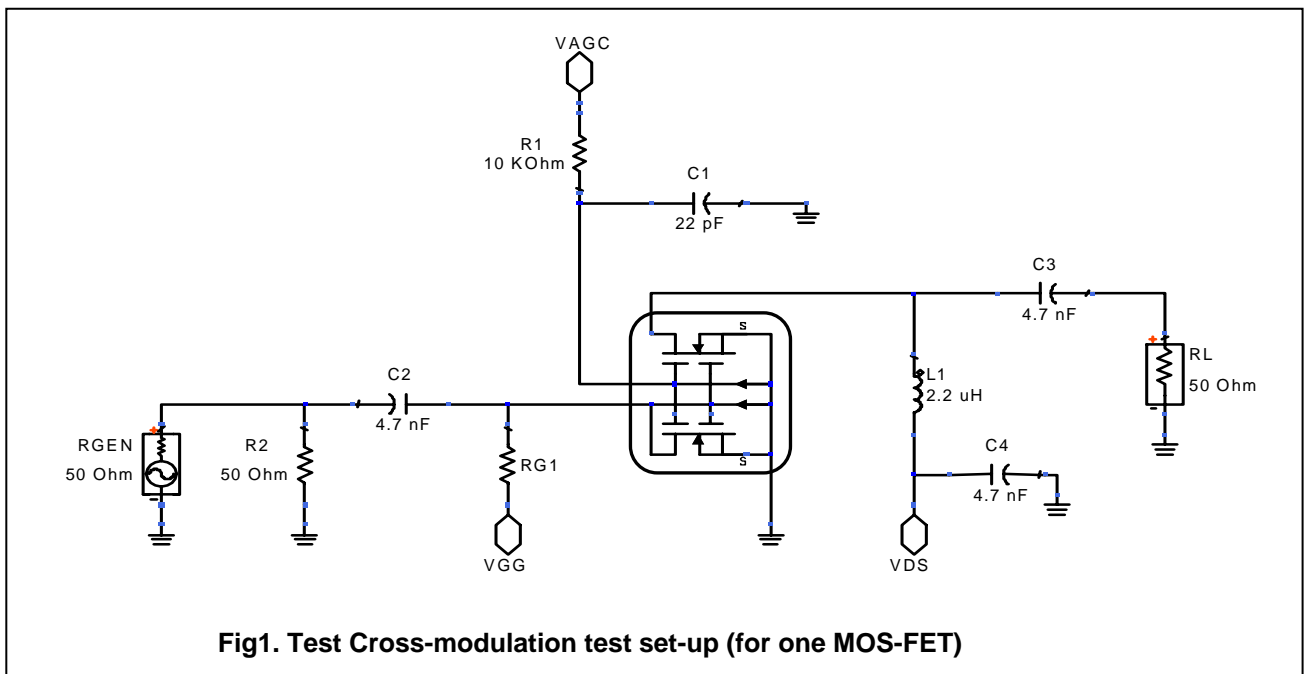 VAGC
R1
10 KOhm
C1
22 pF
C3
4.7 nF
S
RL
50 Ohm
L1
2.2 uH
C2
4.7 nF
RGEN
50 Ohm
R2
50 Ohm
RG1
S
C4
4.7 nF
VGG
VDS
Fig1. Test Cross-modulation test set-up (for one MOS-FET)